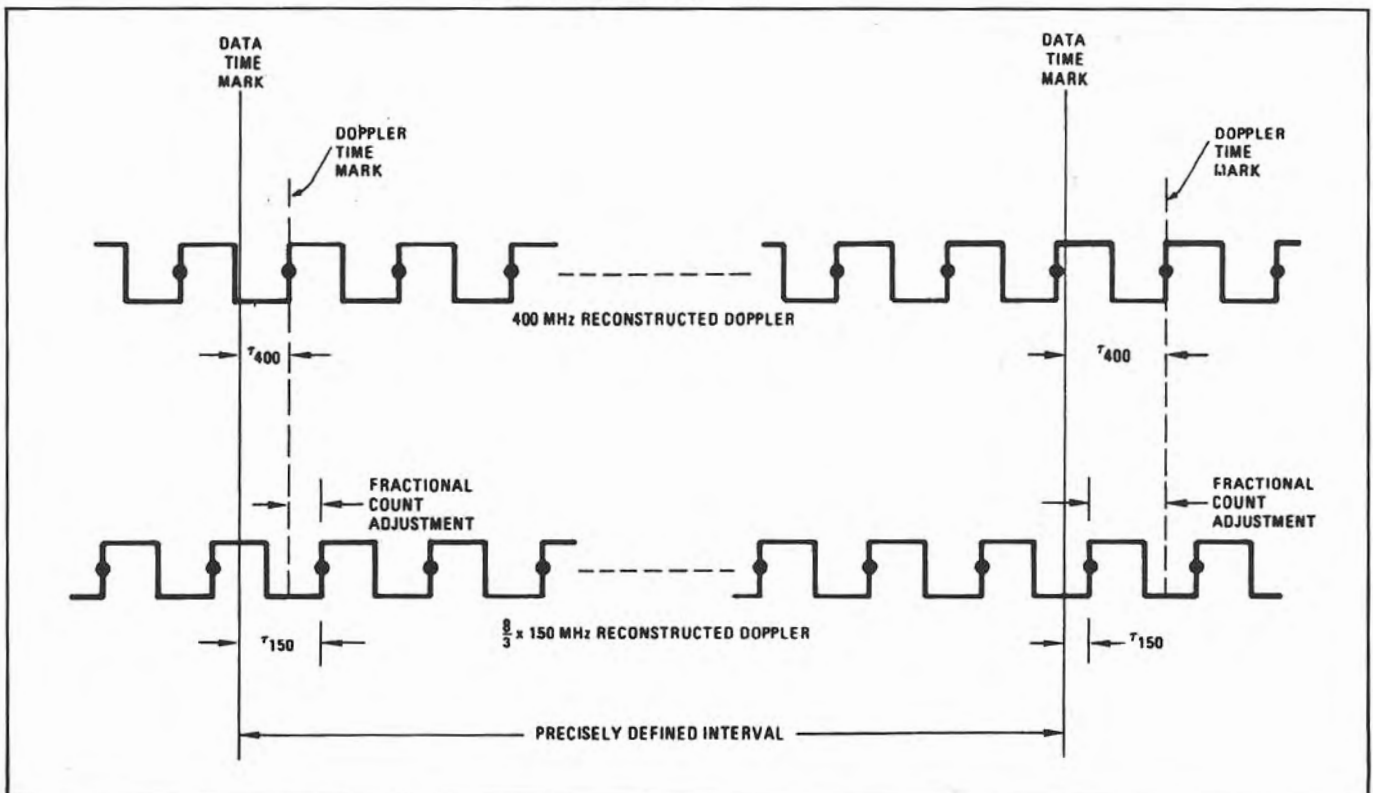 DATA
TIME
MARK
DATA
TIME
MARK
DOPPLER
TIME
MARK
DOPPLER
TIME
MARK
400 MHz RECONSTRUCTED DOPPLER
τ400
τ400
FRACTIONAL
COUNT
ADJUSTMENT
FRACTIONAL
COUNT
ADJUSTMENT
8/3 x 150 MHz RECONSTRUCTED DOPPLER
τ150
τ150
PRECISELY DEFINED INTERVAL